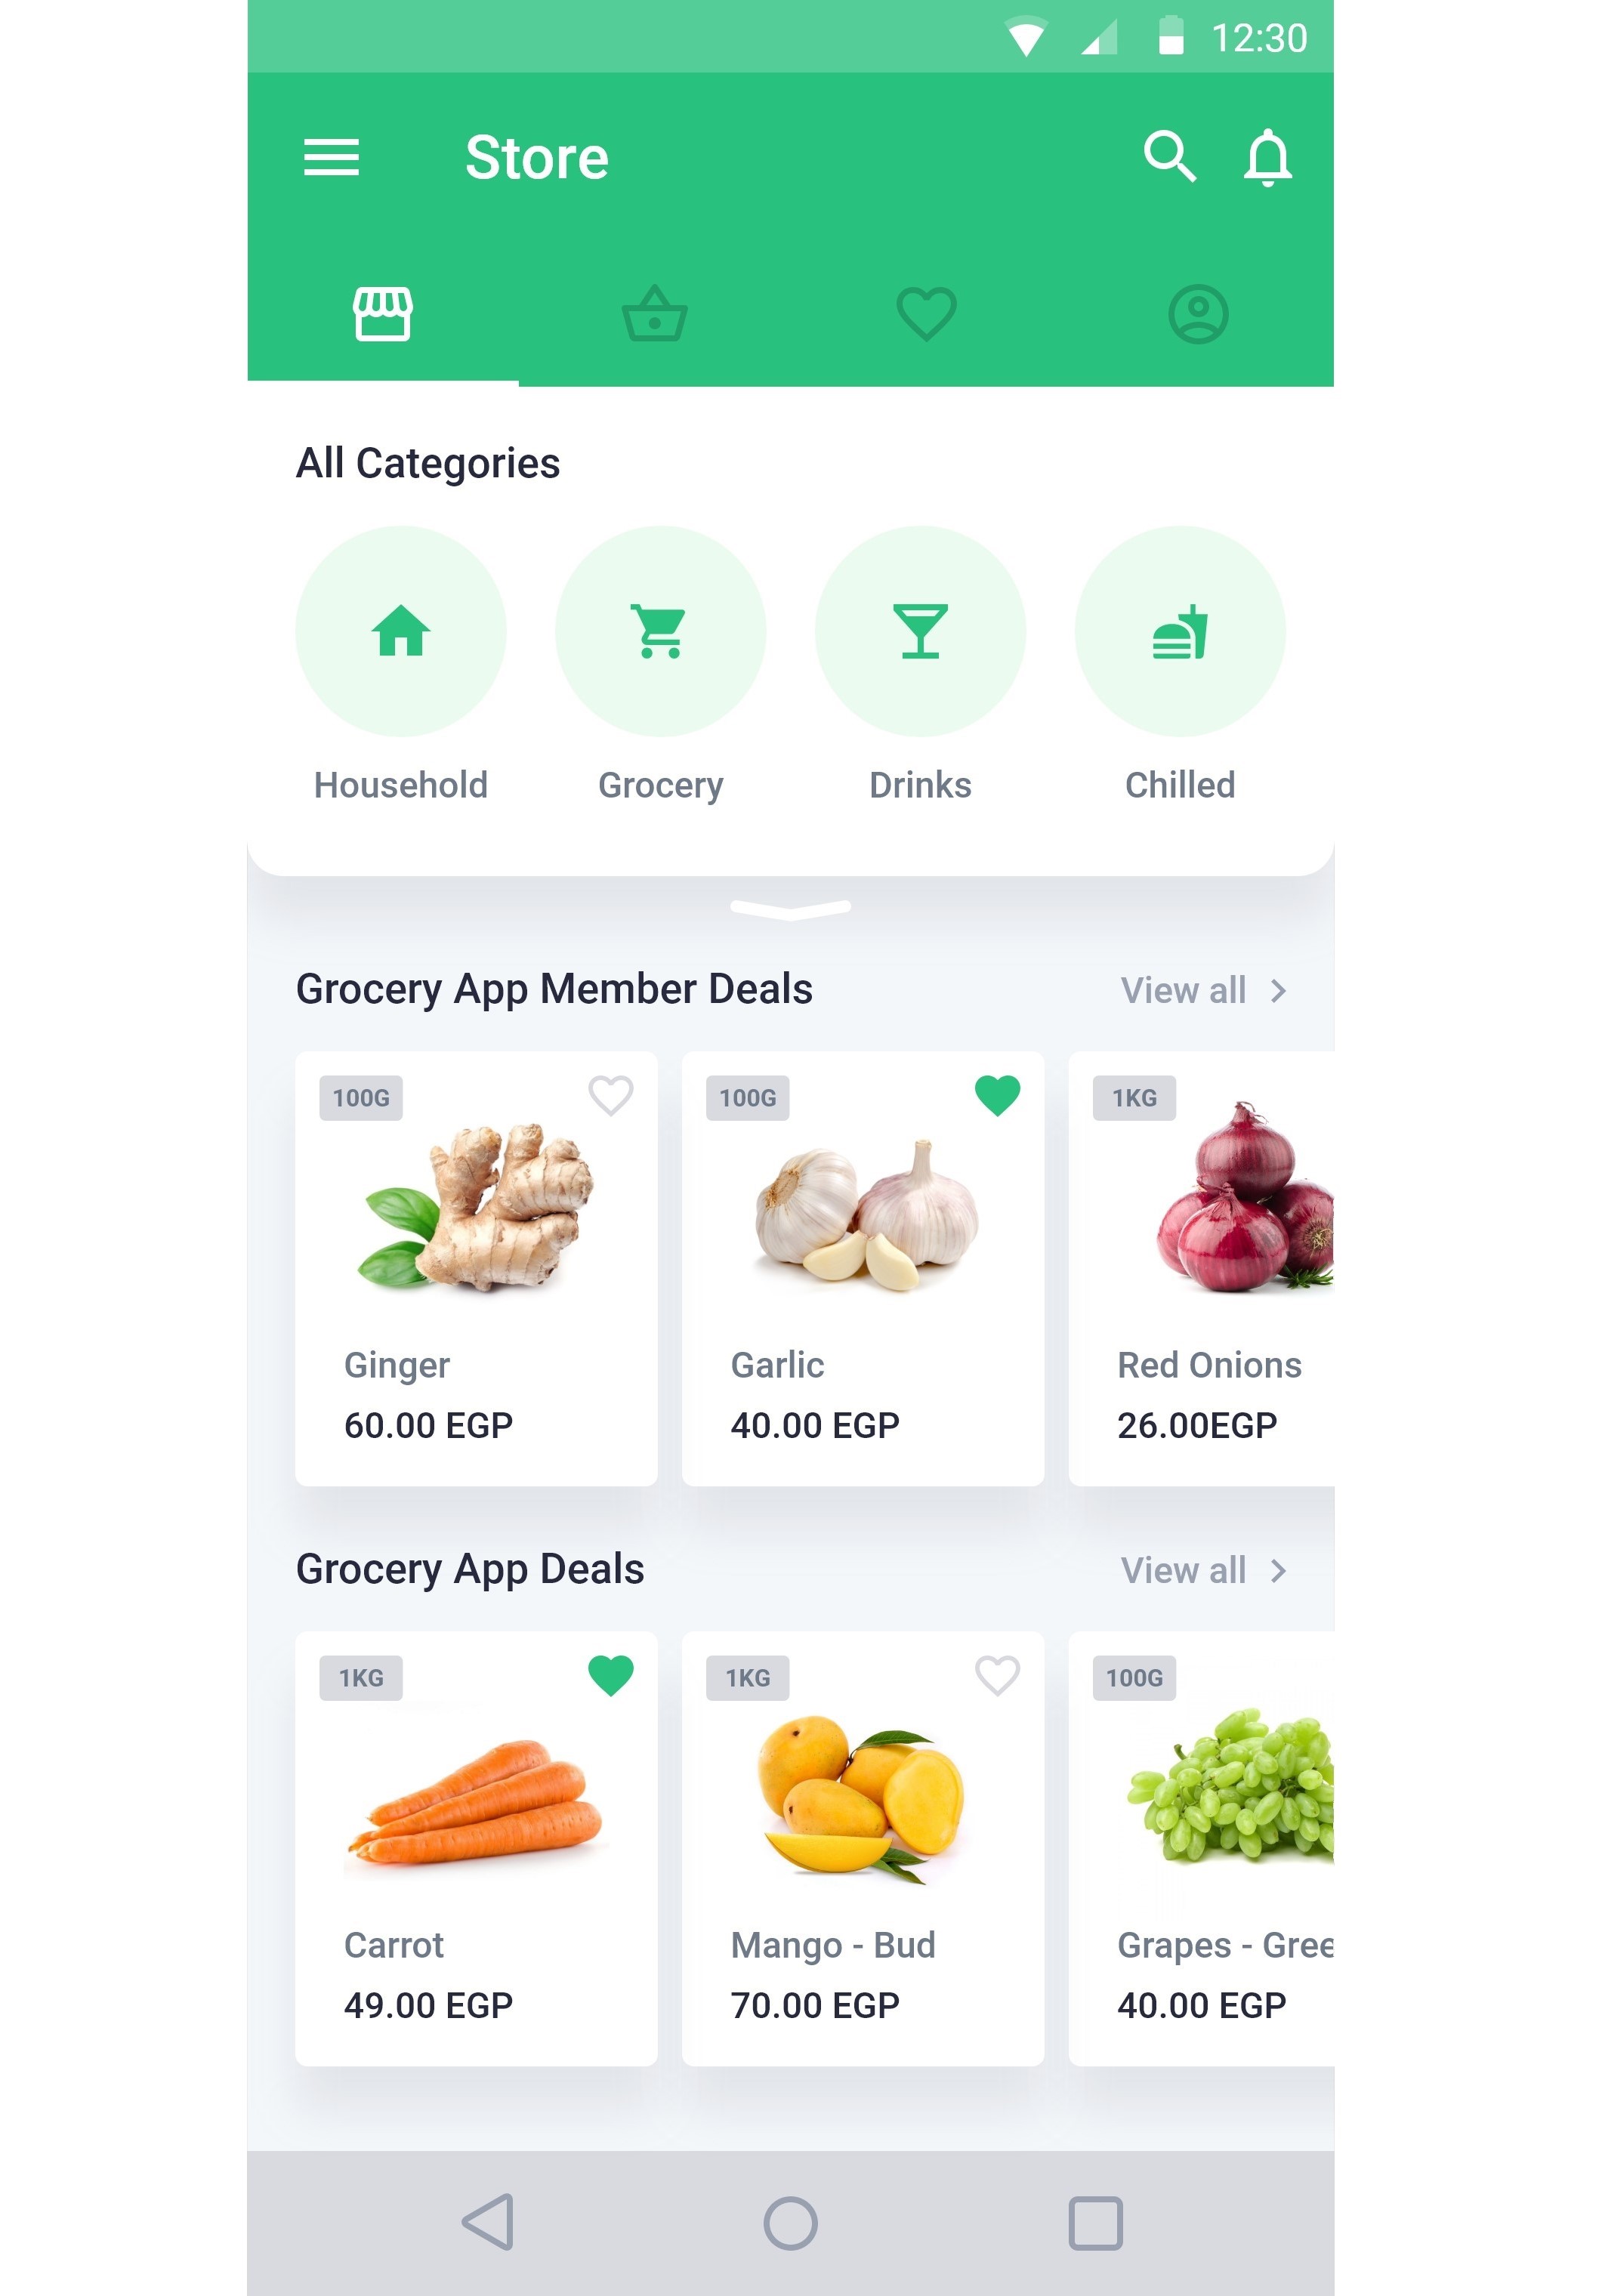 12:30
Store
All Categories
Household Grocery Drinks Chilled
Grocery App Member Deals View all
100G 100G 1KG
Ginger Garlic Red Onions
60.00 EGP 40.00 EGP 26.00EGP
Grocery App Deals View all
1KG 1KG 100G
Carrot Mango - Bud Grapes - Gree
49.00 EGP 70.00 EGP 40.00 EGP